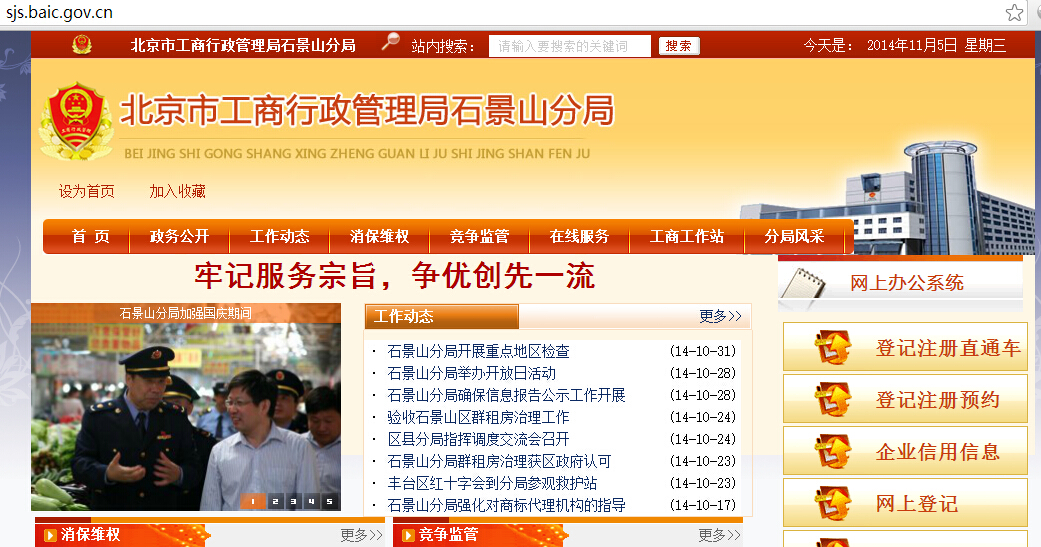 sjs.baic.gov.cn
北京市工商行政管理局石景山分局 站内搜索： 请输入要搜索的关键词 搜索 今天是： 2014年11月5日 星期三
北京市工商行政管理局石景山分局
BEI JING SHI GONG SHANG XING ZHENG GUAN LI JU SHI JING SHAN FEN JU
设为首页 加入收藏
首 页 政务公开 工作动态 消保维权 竞争监管 在线服务 工商工作站 分局风采
牢记服务宗旨，争优创先一流
石景山分局加强国庆期间
1 2 3 4 5
工作动态 更多>>
· 石景山分局开展重点地区检查 (14-10-31)
· 石景山分局举办开放日活动 (14-10-28)
· 石景山分局确保信息报告公示工作开展 (14-10-28)
· 验收石景山区群租房治理工作 (14-10-24)
· 区县分局指挥调度交流会召开 (14-10-24)
· 石景山分局群租房治理获区政府认可 (14-10-23)
· 丰台区红十字会到分局参观救护站 (14-10-23)
· 石景山分局强化对商标代理机构的指导 (14-10-17)
网上办公系统
登记注册直通车
登记注册预约
企业信用信息
网上登记
消保维权 更多>>
竞争监管 更多>>